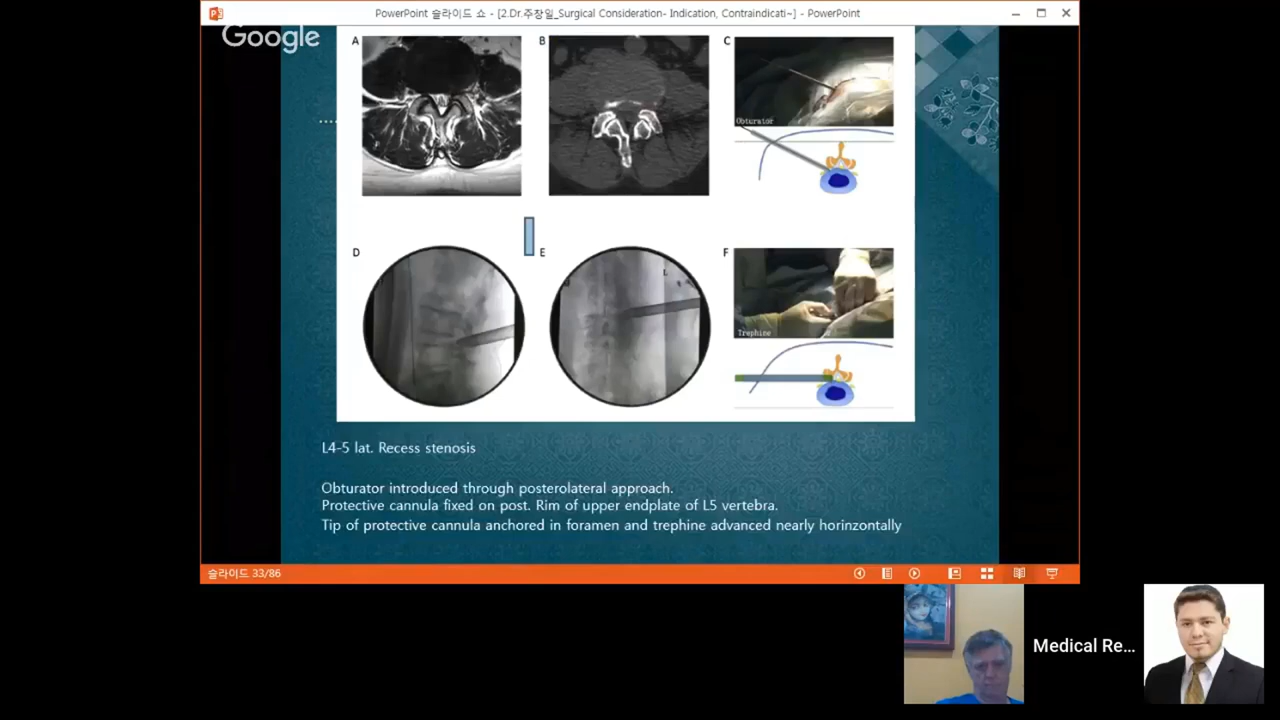 PowerPoint 슬라이드 쇼 - [2.Dr.주창일_Surgical Consideration- Indication, Contraindicati~] - PowerPoint
Google
A
B
C
Obturator
D
E
L
F
Trephine
L4-5 lat. Recess stenosis
Obturator introduced through posterolateral approach.
Protective cannula fixed on post. Rim of upper endplate of L5 vertebra.
Tip of protective cannula anchored in foramen and trephine advanced nearly horinzontally
슬라이드 33/86
Medical Re...